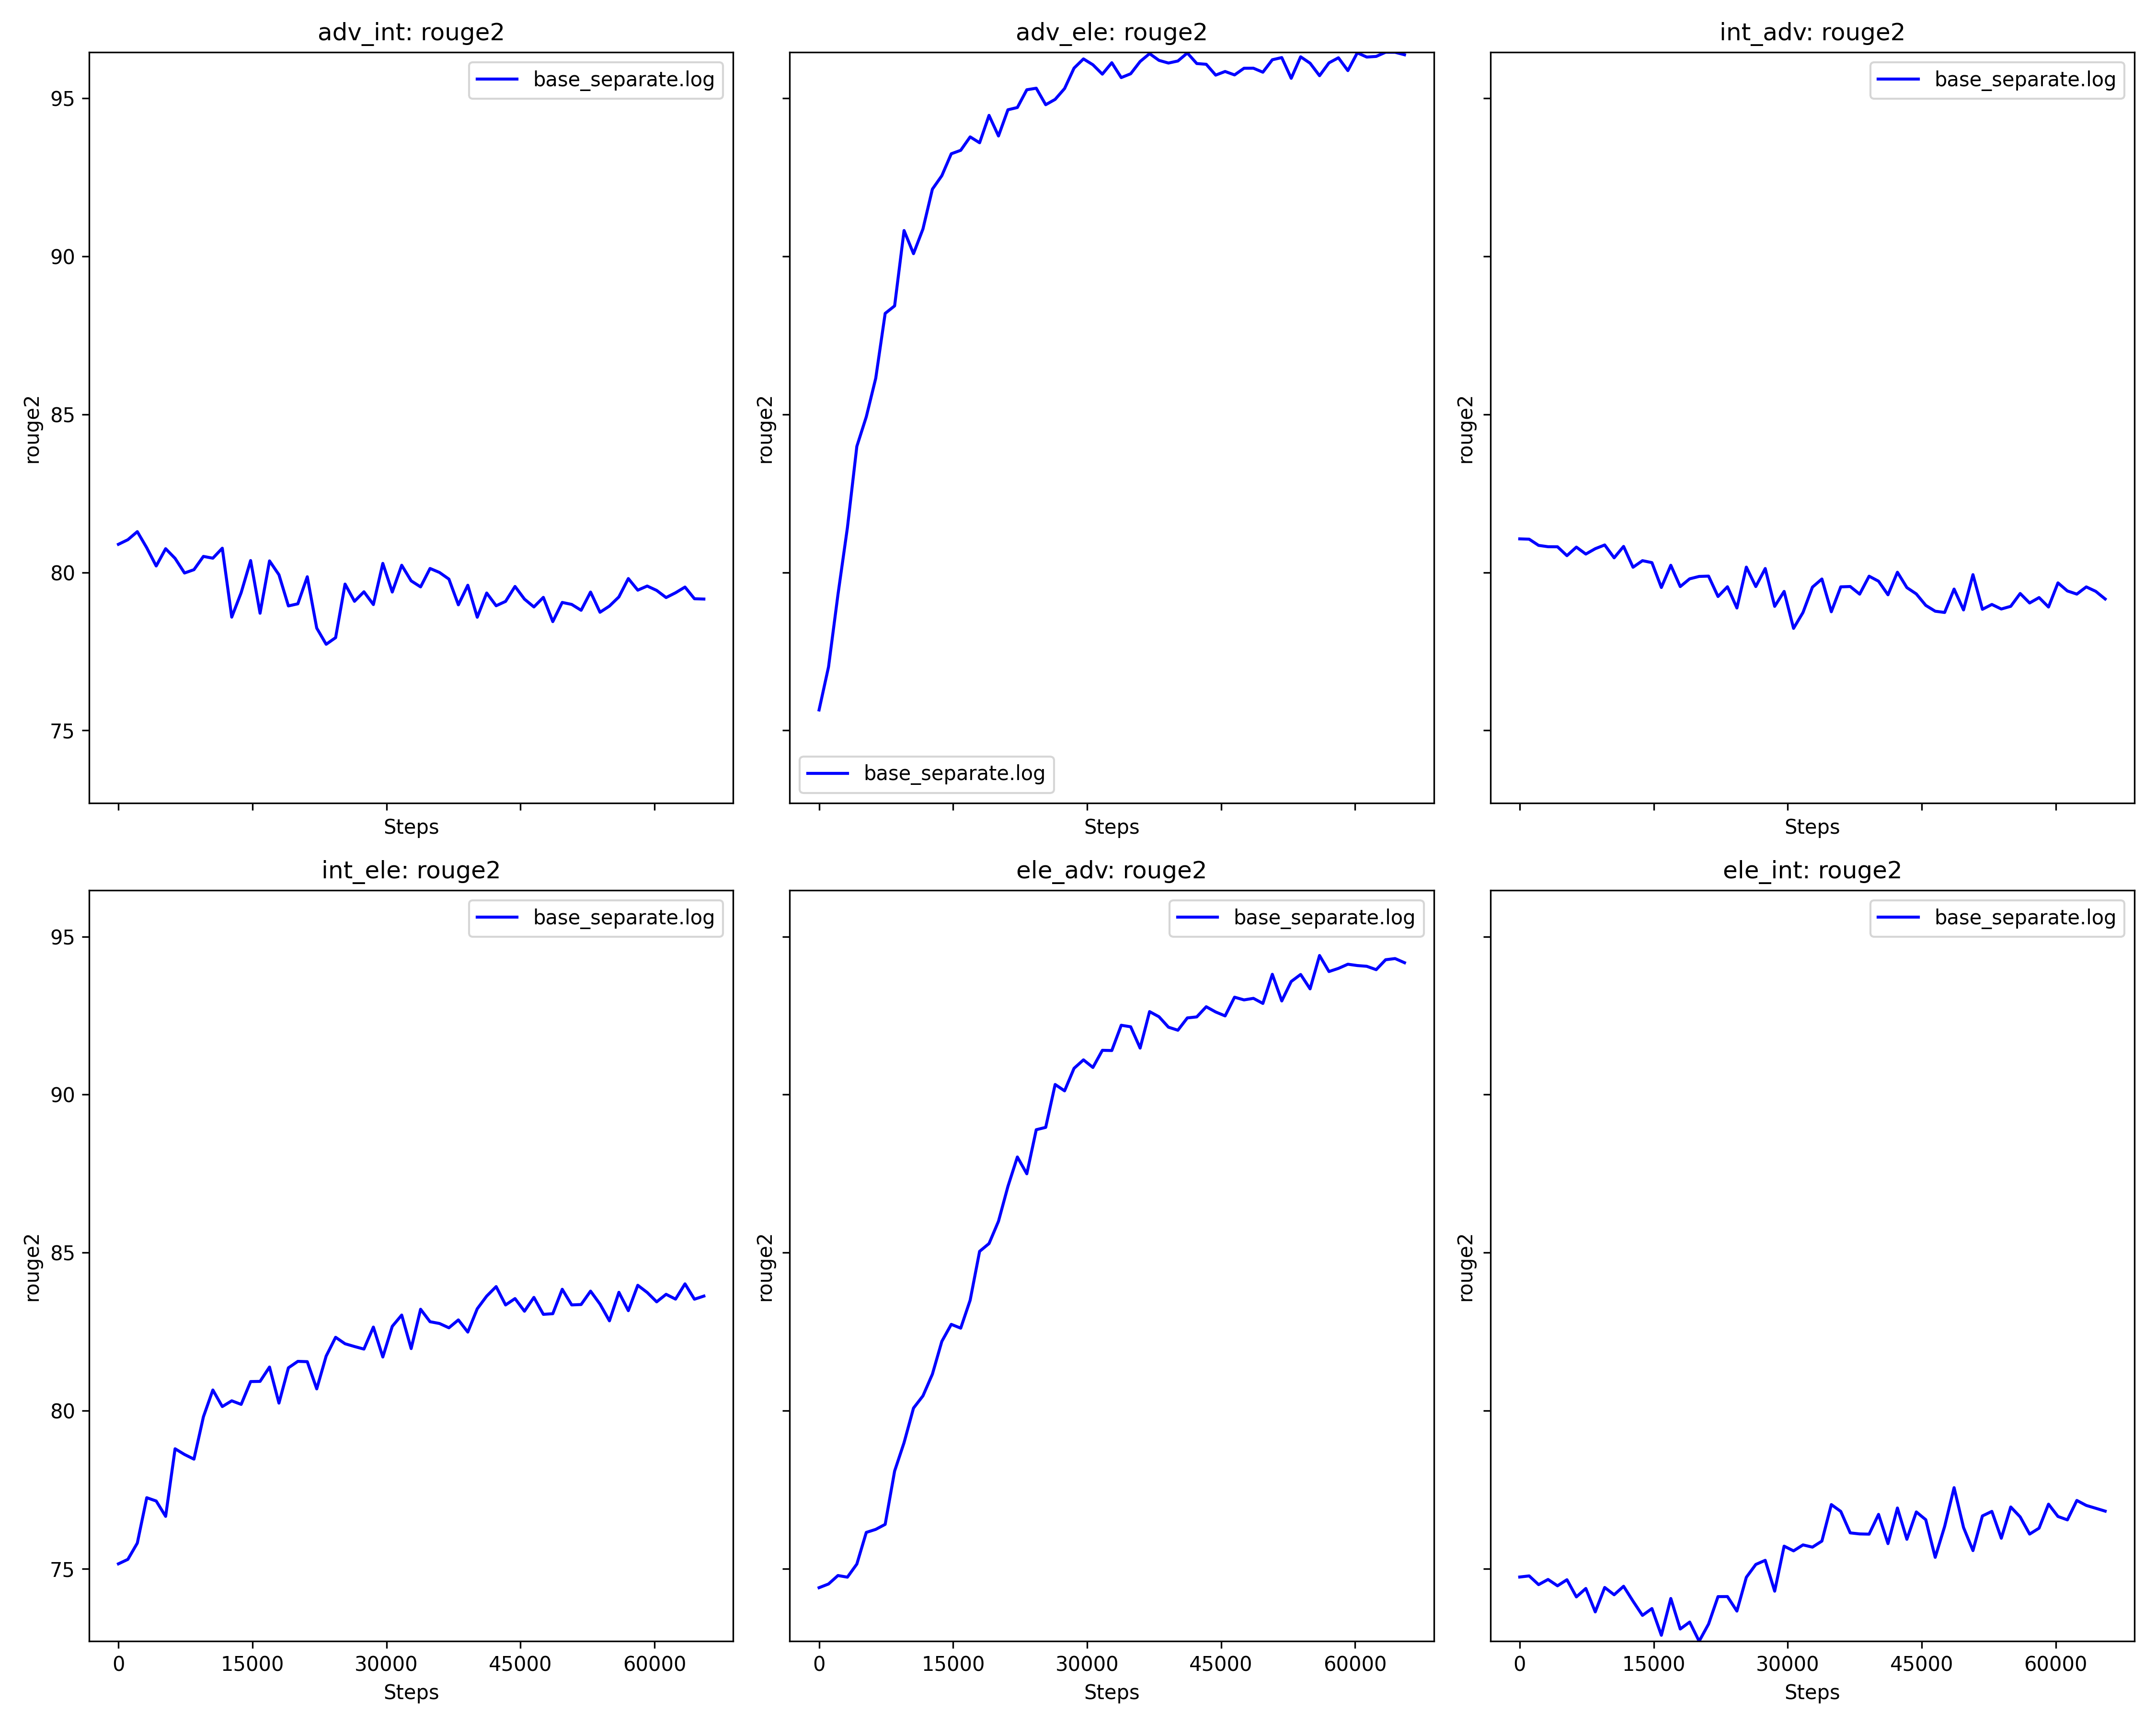 adv_int: rouge2
base_separate.log
95
90
85
80
75
rouge2
Steps
adv_ele: rouge2
base_separate.log
rouge2
Steps
int_adv: rouge2
base_separate.log
rouge2
Steps
int_ele: rouge2
base_separate.log
95
90
85
80
75
rouge2
0 15000 30000 45000 60000
Steps
ele_adv: rouge2
base_separate.log
rouge2
0 15000 30000 45000 60000
Steps
ele_int: rouge2
base_separate.log
rouge2
0 15000 30000 45000 60000
Steps